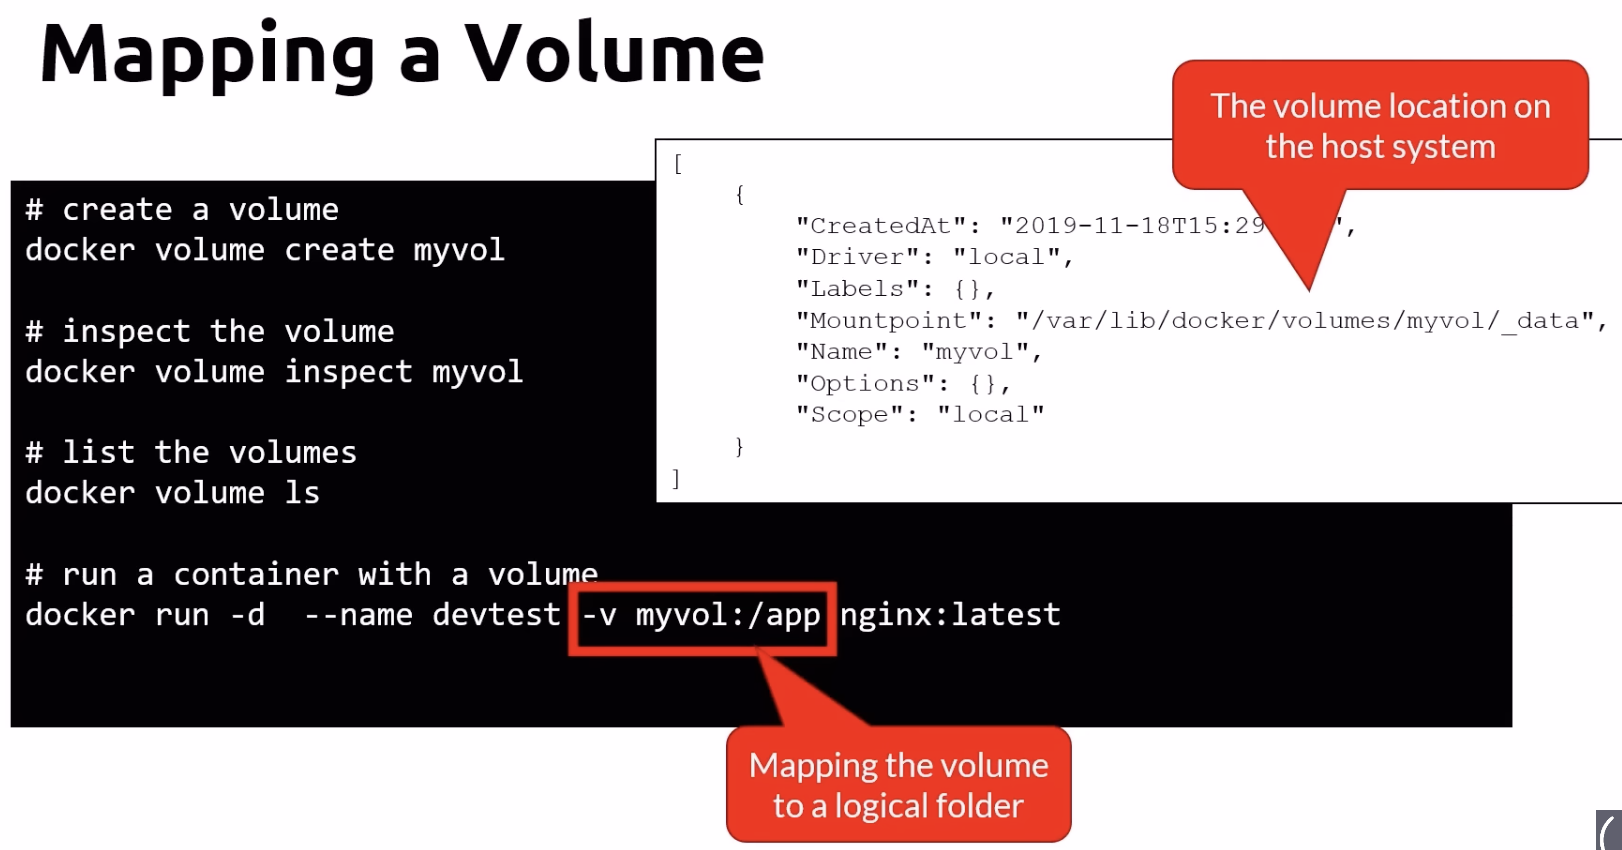 Mapping a Volume
The volume location on
the host system
# create a volume
docker volume create myvol
# inspect the volume
docker volume inspect myvol
# list the volumes
docker volume ls
# run a container with a volume
docker run -d  --name devtest -v myvol:/app nginx:latest
[
{
"CreatedAt": "2019-11-18T15:29 ",
"Driver": "local",
"Labels": {},
"Mountpoint": "/var/lib/docker/volumes/myvol/_data",
"Name": "myvol",
"Options": {},
"Scope": "local"
}
]
Mapping the volume
to a logical folder